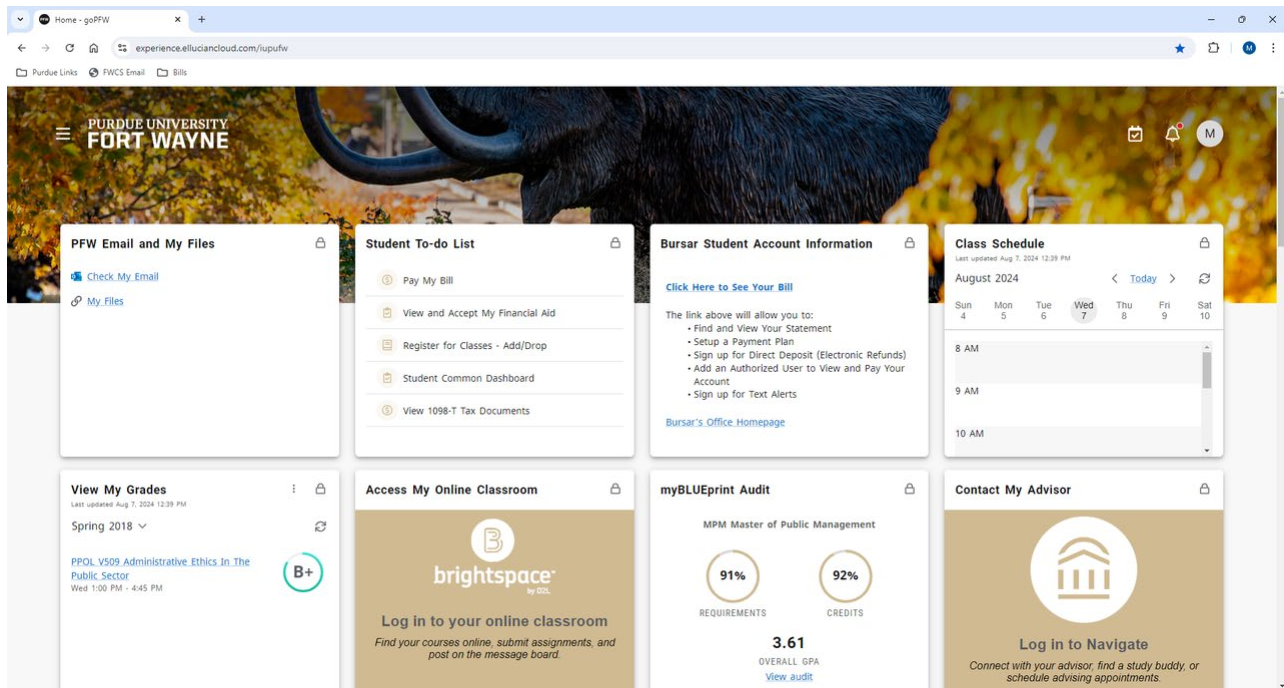 Home - goPFW
experience.elluciancloud.com/iupufw
M
Purdue Links
FWCS Email
Bills
PURDUE UNIVERSITY
FORT WAYNE
M
PFW Email and My Files
Check My Email
My Files
Student To-do List
Pay My Bill
View and Accept My Financial Aid
Register for Classes - Add/Drop
Student Common Dashboard
View 1098-T Tax Documents
Bursar Student Account Information
Click Here to See Your Bill
The link above will allow you to:
• Find and View Your Statement
• Setup a Payment Plan
• Sign up for Direct Deposit (Electronic Refunds)
• Add an Authorized User to View and Pay Your
Account
• Sign up for Text Alerts
Bursar's Office Homepage
Class Schedule
Last updated Aug 7, 2024 12:39 PM
August 2024
Today
Sun Mon Tue Wed Thu Fri Sat
4 5 6 7 8 9 10
8 AM
9 AM
10 AM
View My Grades
Last updated Aug 7, 2024 12:39 PM
Spring 2018
PPOL V509 Administrative Ethics In The
Public Sector
Wed 1:00 PM - 4:45 PM
B+
Access My Online Classroom
B
brightspace
by D2L
Log in to your online classroom
Find your courses online, submit assignments, and
post on the message board.
myBLUEprint Audit
MPM Master of Public Management
91% 92%
REQUIREMENTS CREDITS
3.61
OVERALL GPA
View audit
Contact My Advisor
Log in to Navigate
Connect with your advisor, find a study buddy, or
schedule advising appointments.